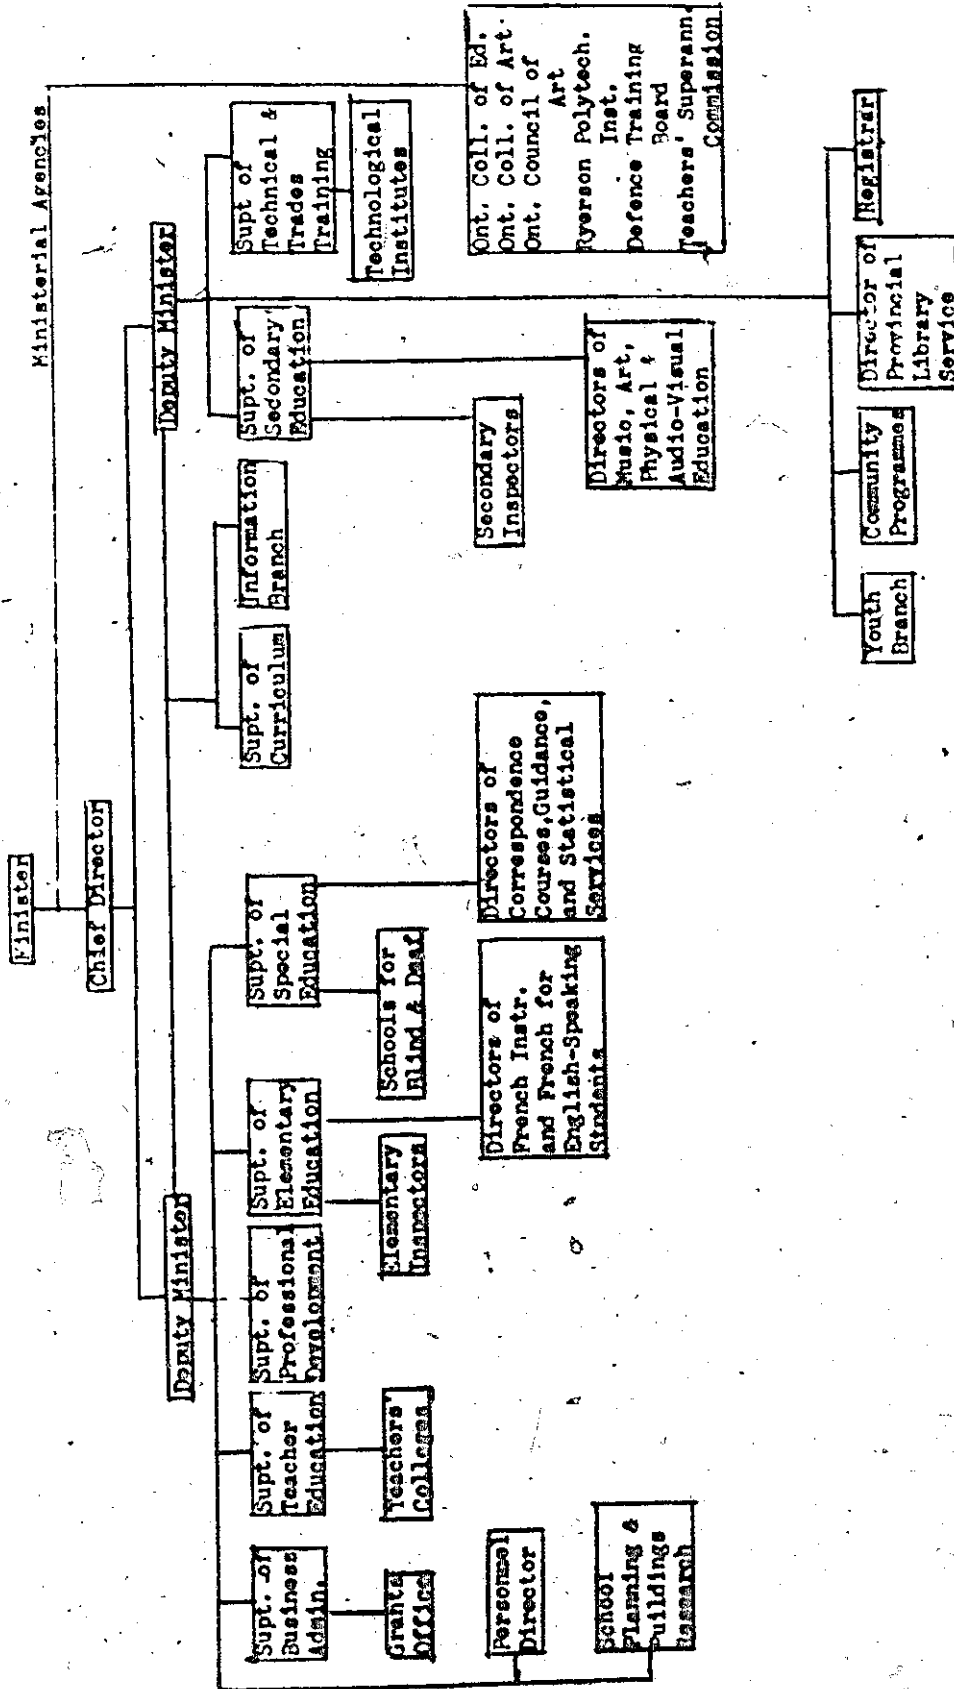 Minister
Ministerial Agencies
Chief Director
Deputy Minister
Deputy Minister
Supt. of
Business
Admin.
Supt. of
Teacher
Education
Supt. of
Professional
Development
Supt. of
Elementary
Education
Supt. of
Special
Education
Supt. of
Curriculum
Information
Branch
Supt. of
Secondary
Education
Supt of
Technical &
Trades
Training
Grants
Office
Teachers'
Colleges
Elementary
Inspectors
Schools for
Blind & Deaf
Technological
Institutes
Personnel
Director
Directors of
French Instr.
and French for
English-Speaking
Students
Directors of
Correspondence
Courses,Guidance,
and Statistical
Services
Secondary
Inspectors
Ont. Coll. of Ed.
Ont. Coll. of Art.
Ont. Council of
Art
Ryerson Polytech.
Inst.
Defence Training
Board
Teachers' Superann.
Commission
School
Planning &
Buildings
Research
Directors of
Music, Art,
Physical &
Audio-Visual
Education
Youth
Branch
Community
Programmes
Director of
Provincial
Library
Service
Registrar